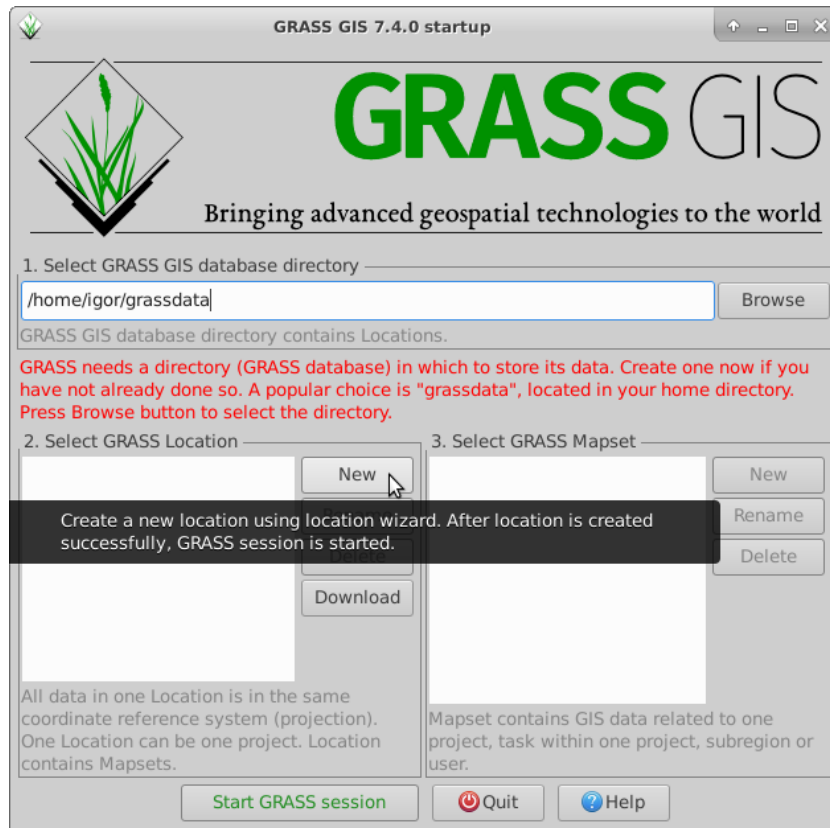 GRASS GIS 7.4.0 startup
GRASS GIS
Bringing advanced geospatial technologies to the world
1. Select GRASS GIS database directory
/home/igor/grassdata
Browse
GRASS GIS database directory contains Locations.
GRASS needs a directory (GRASS database) in which to store its data. Create one now if you
have not already done so. A popular choice is "grassdata", located in your home directory.
Press Browse button to select the directory.
2. Select GRASS Location
New
Create a new location using location wizard. After location is created
successfully, GRASS session is started.
Delete
Download
All data in one Location is in the same
coordinate reference system (projection).
One Location can be one project. Location
contains Mapsets.
3. Select GRASS Mapset
New
Rename
Delete
Mapset contains GIS data related to one
project, task within one project, subregion or
user.
Start GRASS session
Quit
Help